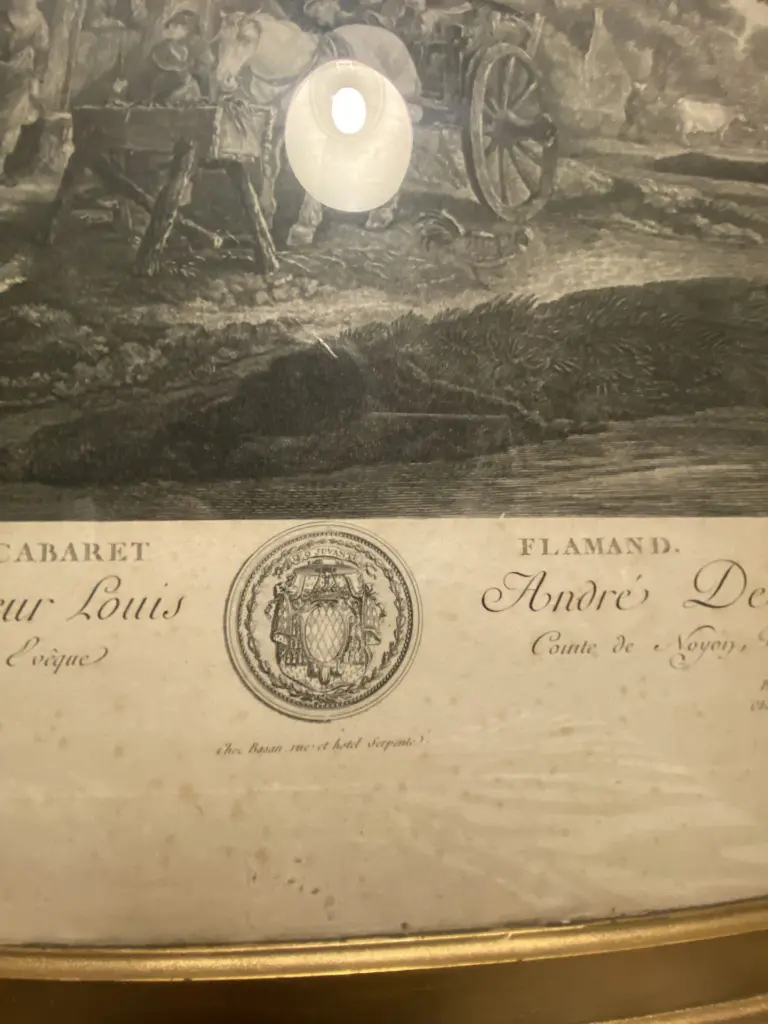 CABARET FLAMAND.
eur Louis André De
Evêque Comte de Noyon,
Chez Basan rue et hotel Serpente